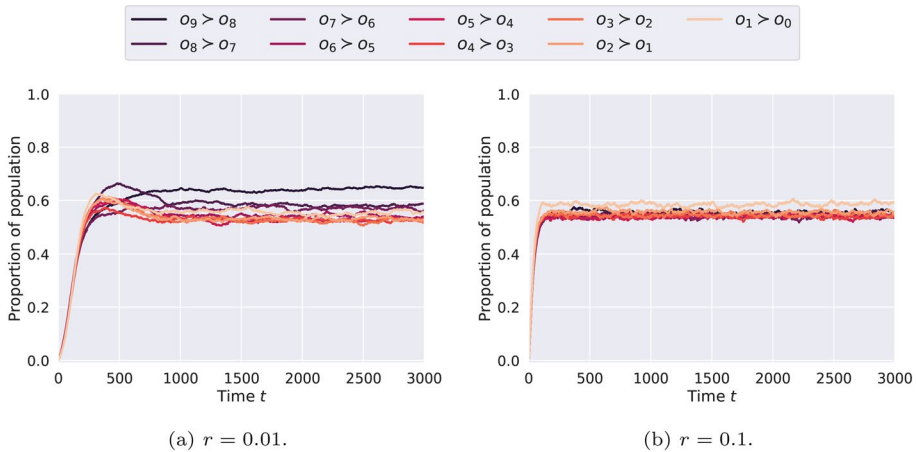 o₉ ≻ o₈ o₇ ≻ o₆ o₅ ≻ o₄ o₃ ≻ o₂ o₁ ≻ o₀
o₈ ≻ o₇ o₆ ≻ o₅ o₄ ≻ o₃ o₂ ≻ o₁
Proportion of population
1.0
0.8
0.6
0.4
0.2
0.0
0 500 1000 1500 2000 2500 3000
Time t
(a) r = 0.01.
Proportion of population
1.0
0.8
0.6
0.4
0.2
0.0
0 500 1000 1500 2000 2500 3000
Time t
(b) r = 0.1.